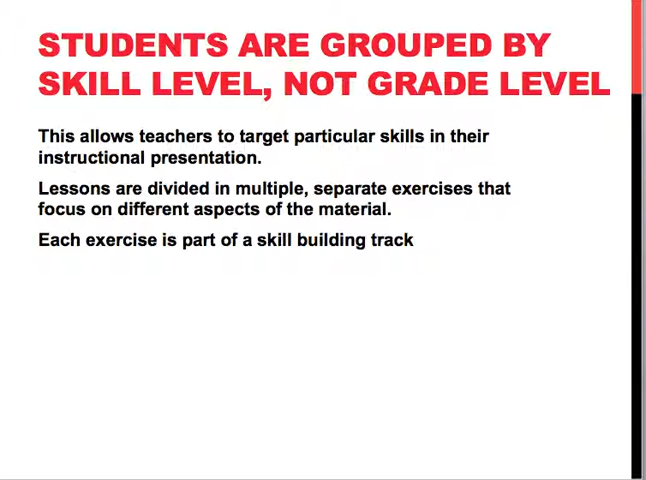 STUDENTS ARE GROUPED BY
SKILL LEVEL, NOT GRADE LEVEL
This allows teachers to target particular skills in their
instructional presentation.
Lessons are divided in multiple, separate exercises that
focus on different aspects of the material.
Each exercise is part of a skill building track